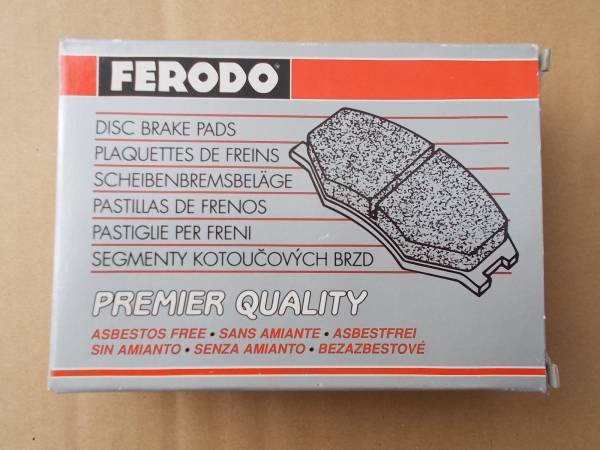 FERODO
DISC BRAKE PADS
PLAQUETTES DE FREINS
SCHEIBENBREMSBELÄGE
PASTILLAS DE FRENOS
PASTIGLIE PER FRENI
SEGMENTY KOTOUČOVÝCH BRZD
PREMIER QUALITY
ASBESTOS FREE • SANS AMIANTE • ASBESTFREI
SIN AMIANTO • SENZA AMIANTO • BEZAZBESTOVÉ